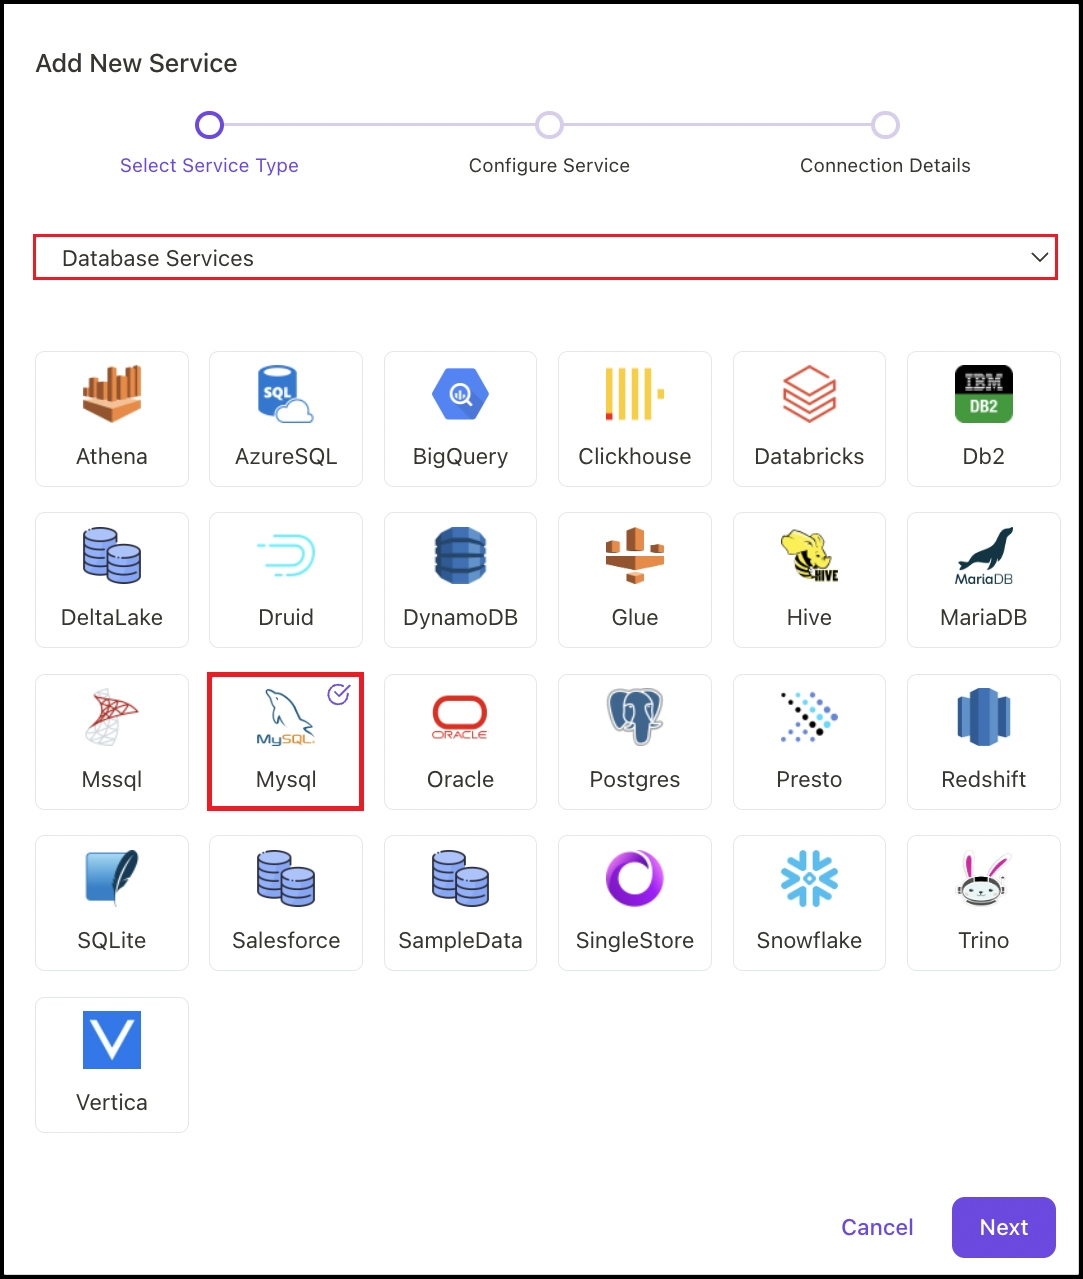 Add New Service
Select Service Type
Configure Service
Connection Details
Database Services
SQL
IBM
DB2
Athena
AzureSQL
BigQuery
Clickhouse
Databricks
Db2
HIVE
MariaDB
DeltaLake
Druid
DynamoDB
Glue
Hive
MariaDB
MySQL
ORACLE
Mssql
Mysql
Oracle
Postgres
Presto
Redshift
SQLite
Salesforce
SampleData
SingleStore
Snowflake
Trino
V
Vertica
Cancel
Next